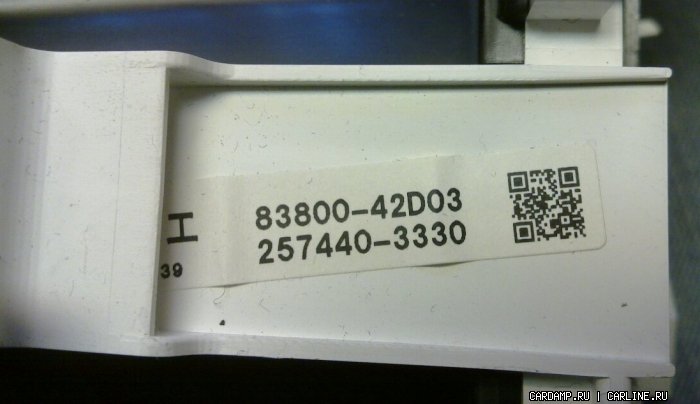 H
39
83800-42D03
257440-3330
CARDAMP.RU | CARLINE.RU